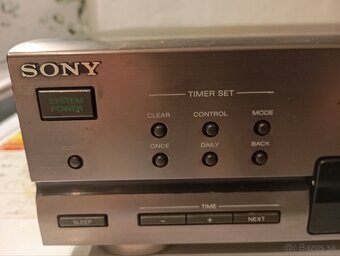 SONY
SYSTEM
POWER
TIMER SET
CLEAR CONTROL MODE
CLOCK
ONCE DAILY BACK
TIME
SLEEP − + NEXT
Bazos.sk